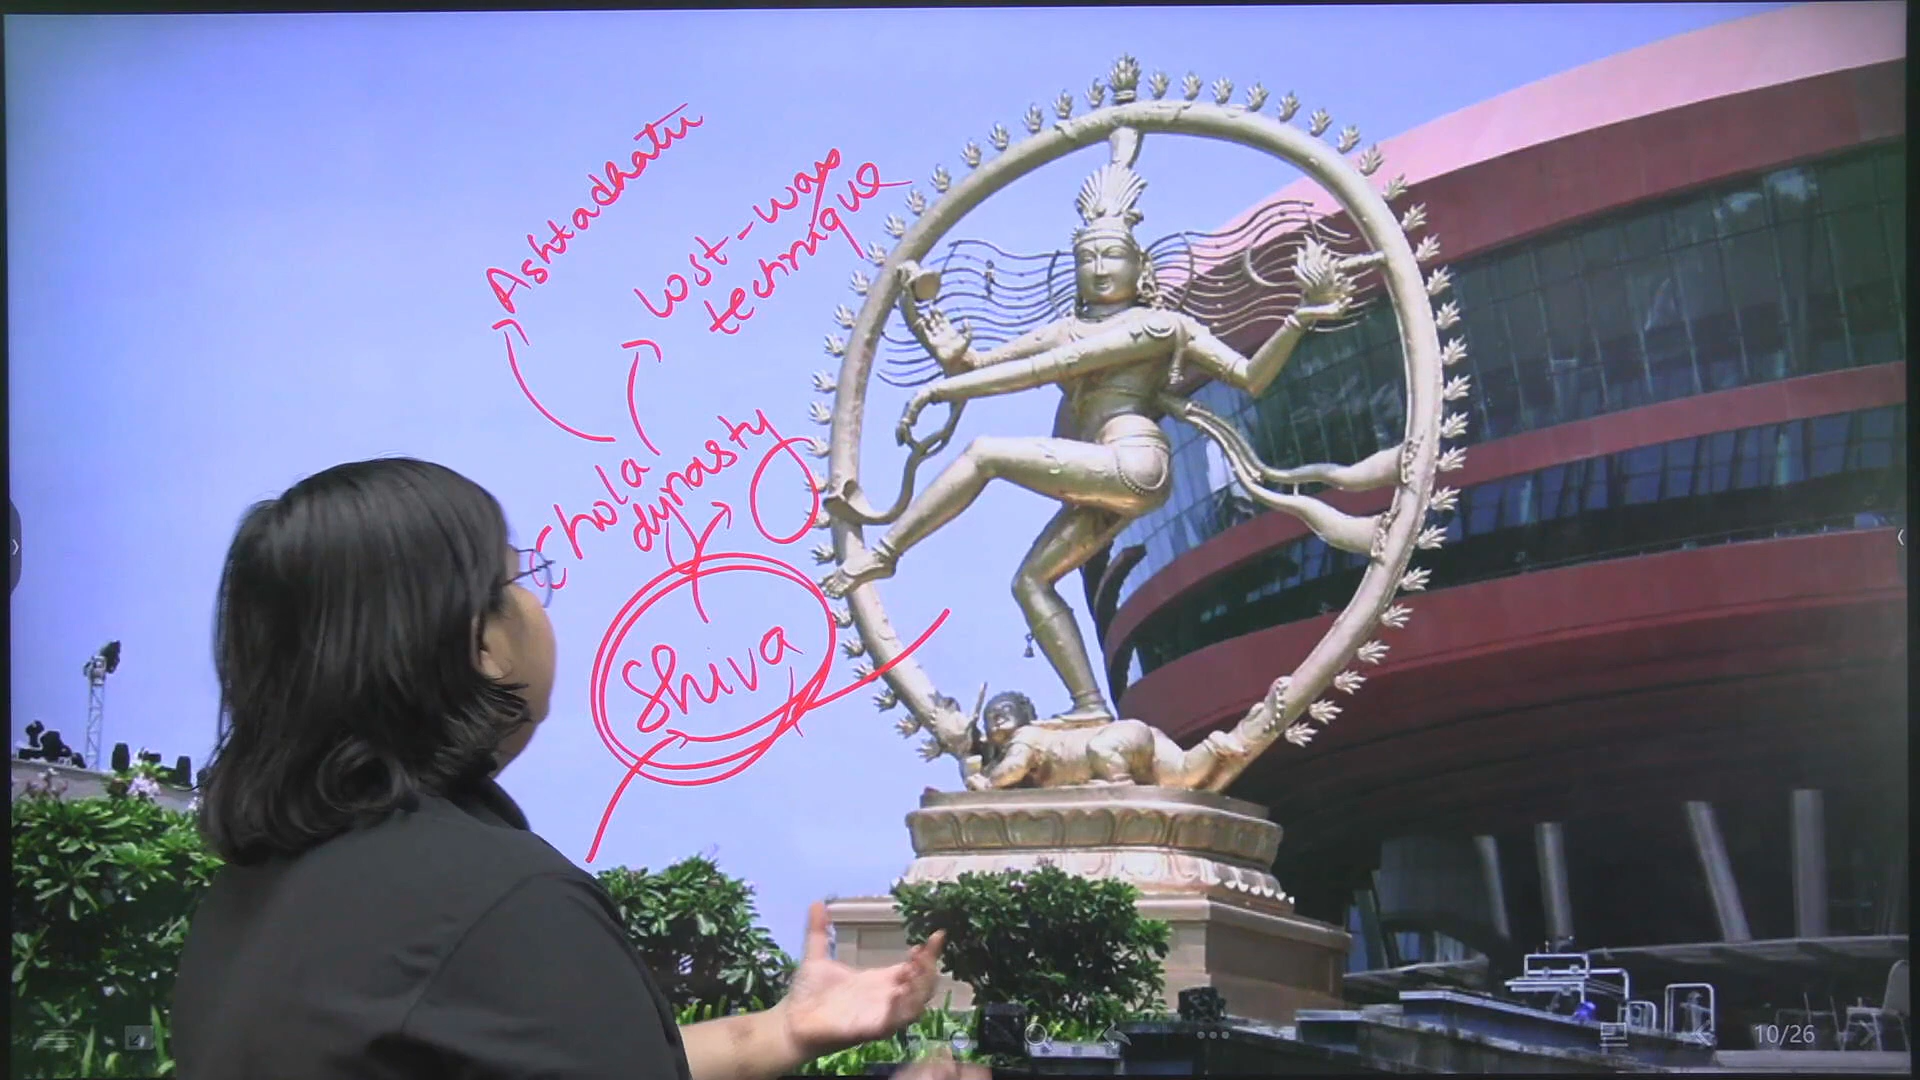 Ashtadhatu
Lost-wax
technique
Chola
dynasty
Shiva
10/26